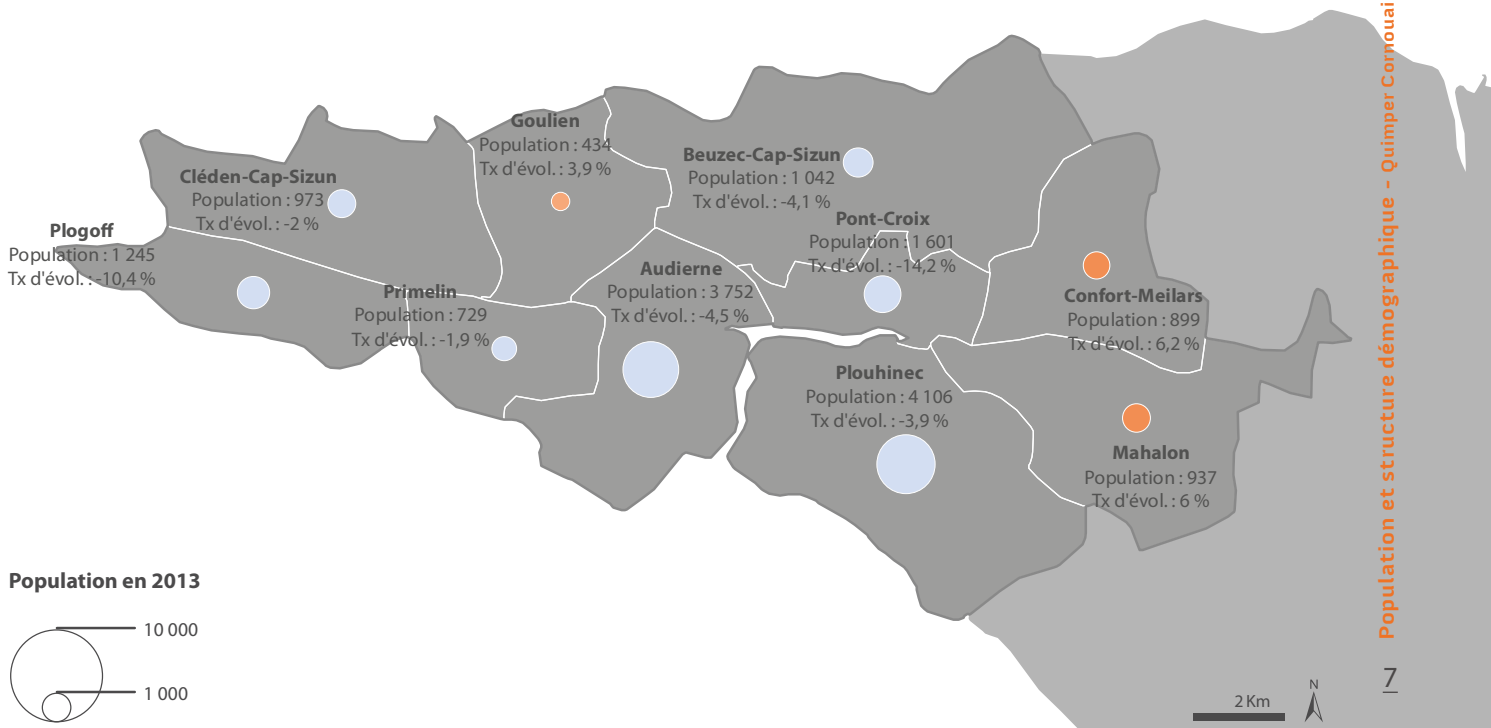 Goulien
Population : 434
Tx d'évol. : 3,9 %
Beuzec-Cap-Sizun
Population : 1 042
Tx d'évol. : -4,1 %
Cléden-Cap-Sizun
Population : 973
Tx d'évol. : -2 %
Pont-Croix
Population : 1 601
Tx d'évol. : -14,2 %
Plogoff
Population : 1 245
Tx d'évol. : -10,4 %
Audierne
Population : 3 752
Tx d'évol. : -4,5 %
Primelin
Population : 729
Tx d'évol. : -1,9 %
Confort-Meilars
Population : 899
Tx d'évol. : 6,2 %
Plouhinec
Population : 4 106
Tx d'évol. : -3,9 %
Mahalon
Population : 937
Tx d'évol. : 6 %
Population en 2013
10 000
1 000
2 Km
N
Population et structure démographique - Quimper Cornouai
7